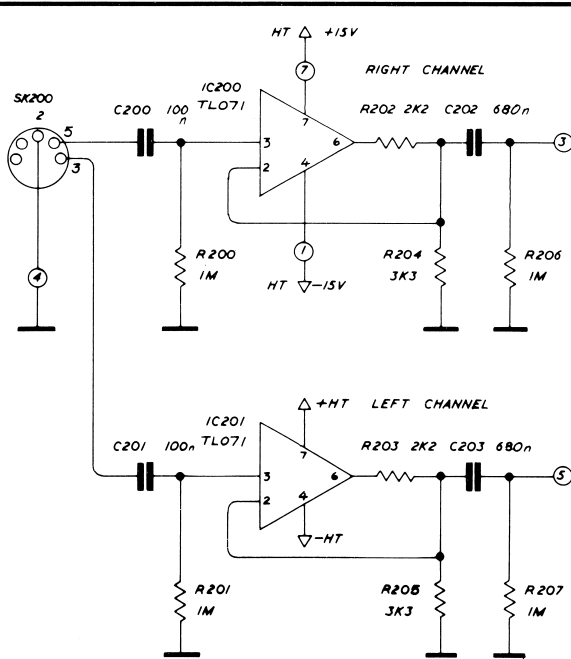 HT +15V
7
IC200
TL071
RIGHT CHANNEL
SK200
2
5
3
C200 100n
R202 2K2
C202 680n
3
2
7
6
4
3
R200
1M
1
HT -15V
R204
3K3
R206
1M
4
+HT
LEFT CHANNEL
IC201
TL071
C201 100n
R203 2K2
C203 680n
3
2
7
6
4
5
-HT
R201
1M
R205
3K3
R207
1M